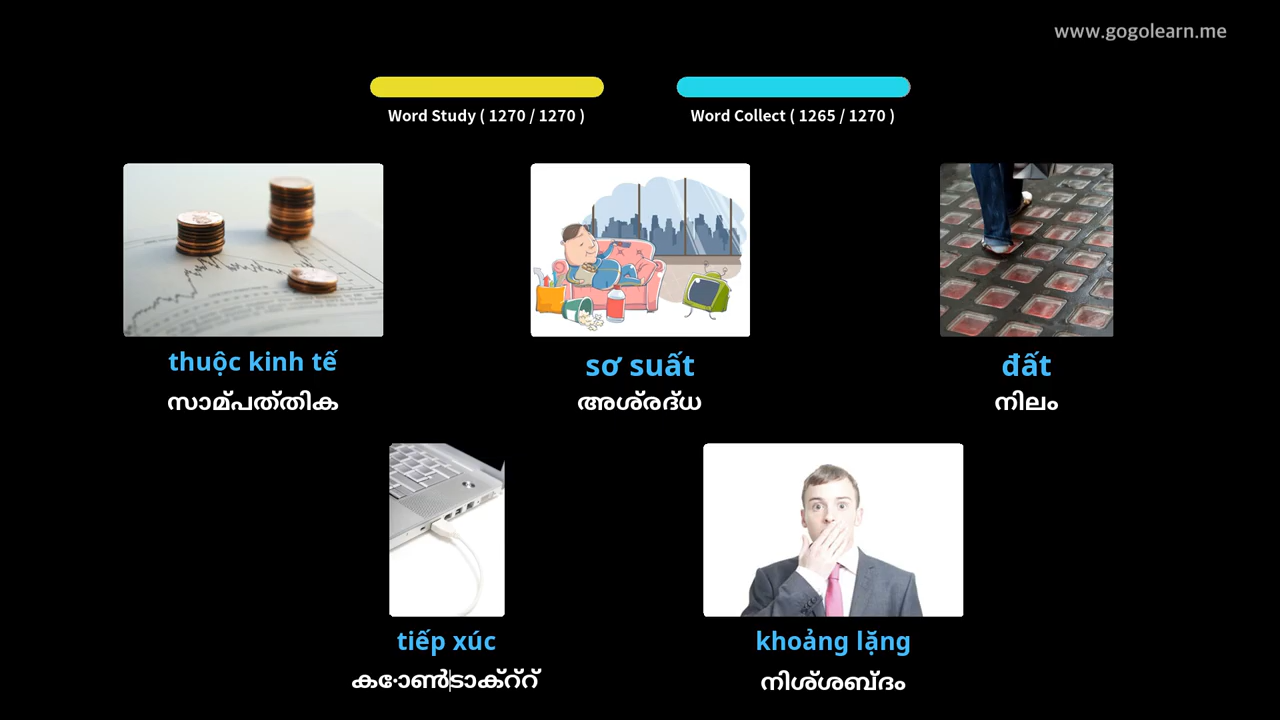 www.gogolearn.me
Word Study ( 1270 / 1270 )
Word Collect ( 1265 / 1270 )
thuộc kinh tế
സാമ്പത്തിക
sơ suất
അശ്രദ്ധ
đất
നിലം
tiếp xúc
കോൺടാക്റ്റ്
khoảng lặng
നിശ്ശബ്ദം